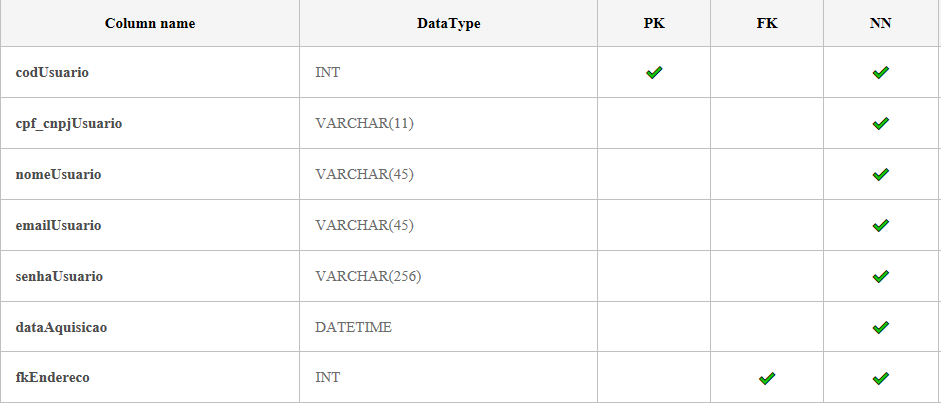 Column name DataType PK FK NN
codUsuario INT ✔ ✔
cpf_cnpjUsuario VARCHAR(11) ✔
nomeUsuario VARCHAR(45) ✔
emailUsuario VARCHAR(45) ✔
senhaUsuario VARCHAR(256) ✔
dataAquisicao DATETIME ✔
fkEndereco INT ✔ ✔